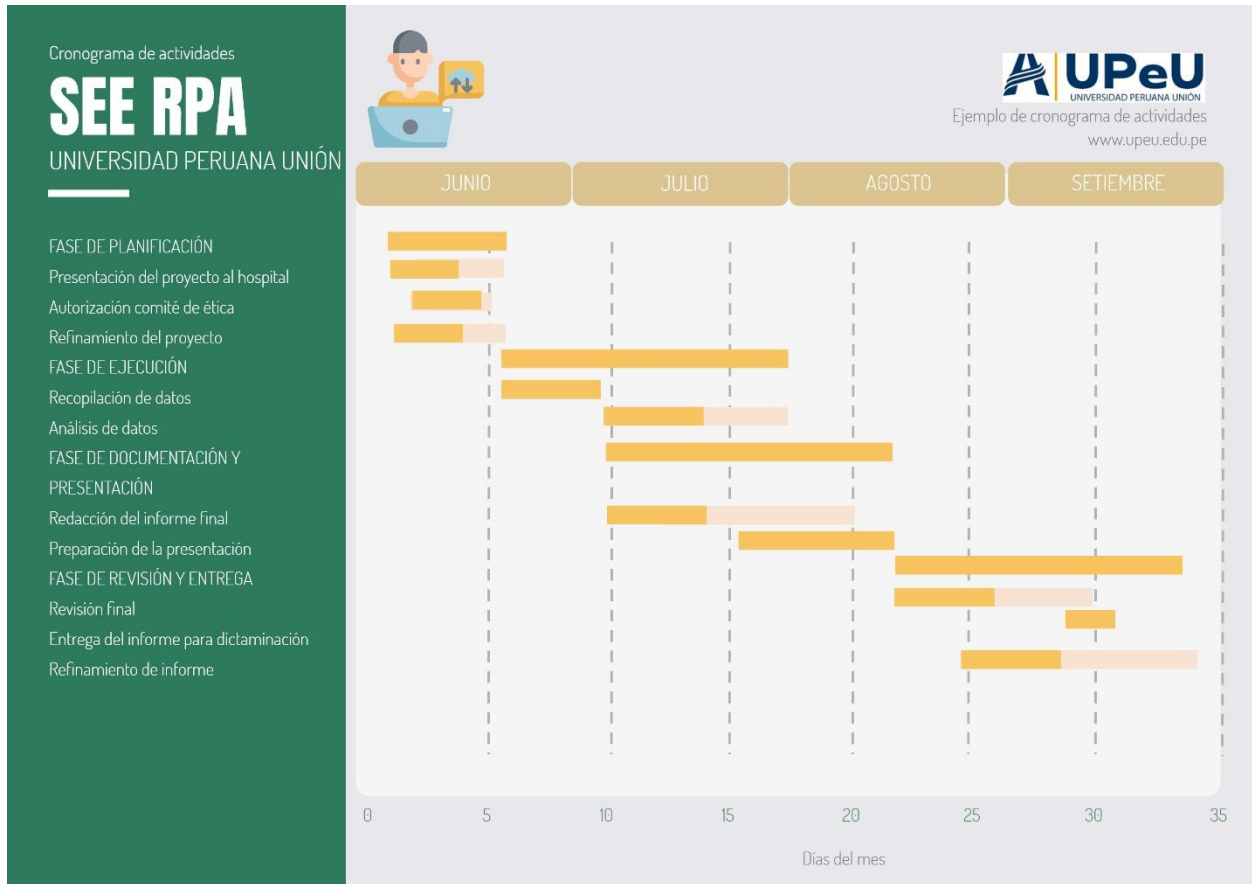 Cronograma de actividades
SEE RPA
UNIVERSIDAD PERUANA UNIÓN
UPeU
UNIVERSIDAD PERUANA UNIÓN
Ejemplo de cronograma de actividades
www.upeu.edu.pe
JUNIO JULIO AGOSTO SETIEMBRE
FASE DE PLANIFICACIÓN
Presentación del proyecto al hospital
Autorización comité de ética
Refinamiento del proyecto
FASE DE EJECUCIÓN
Recopilación de datos
Análisis de datos
FASE DE DOCUMENTACIÓN Y
PRESENTACIÓN
Redacción del informe final
Preparación de la presentación
FASE DE REVISIÓN Y ENTREGA
Revisión final
Entrega del informe para dictaminación
Refinamiento de informe
0 5 10 15 20 25 30 35
Dias del mes